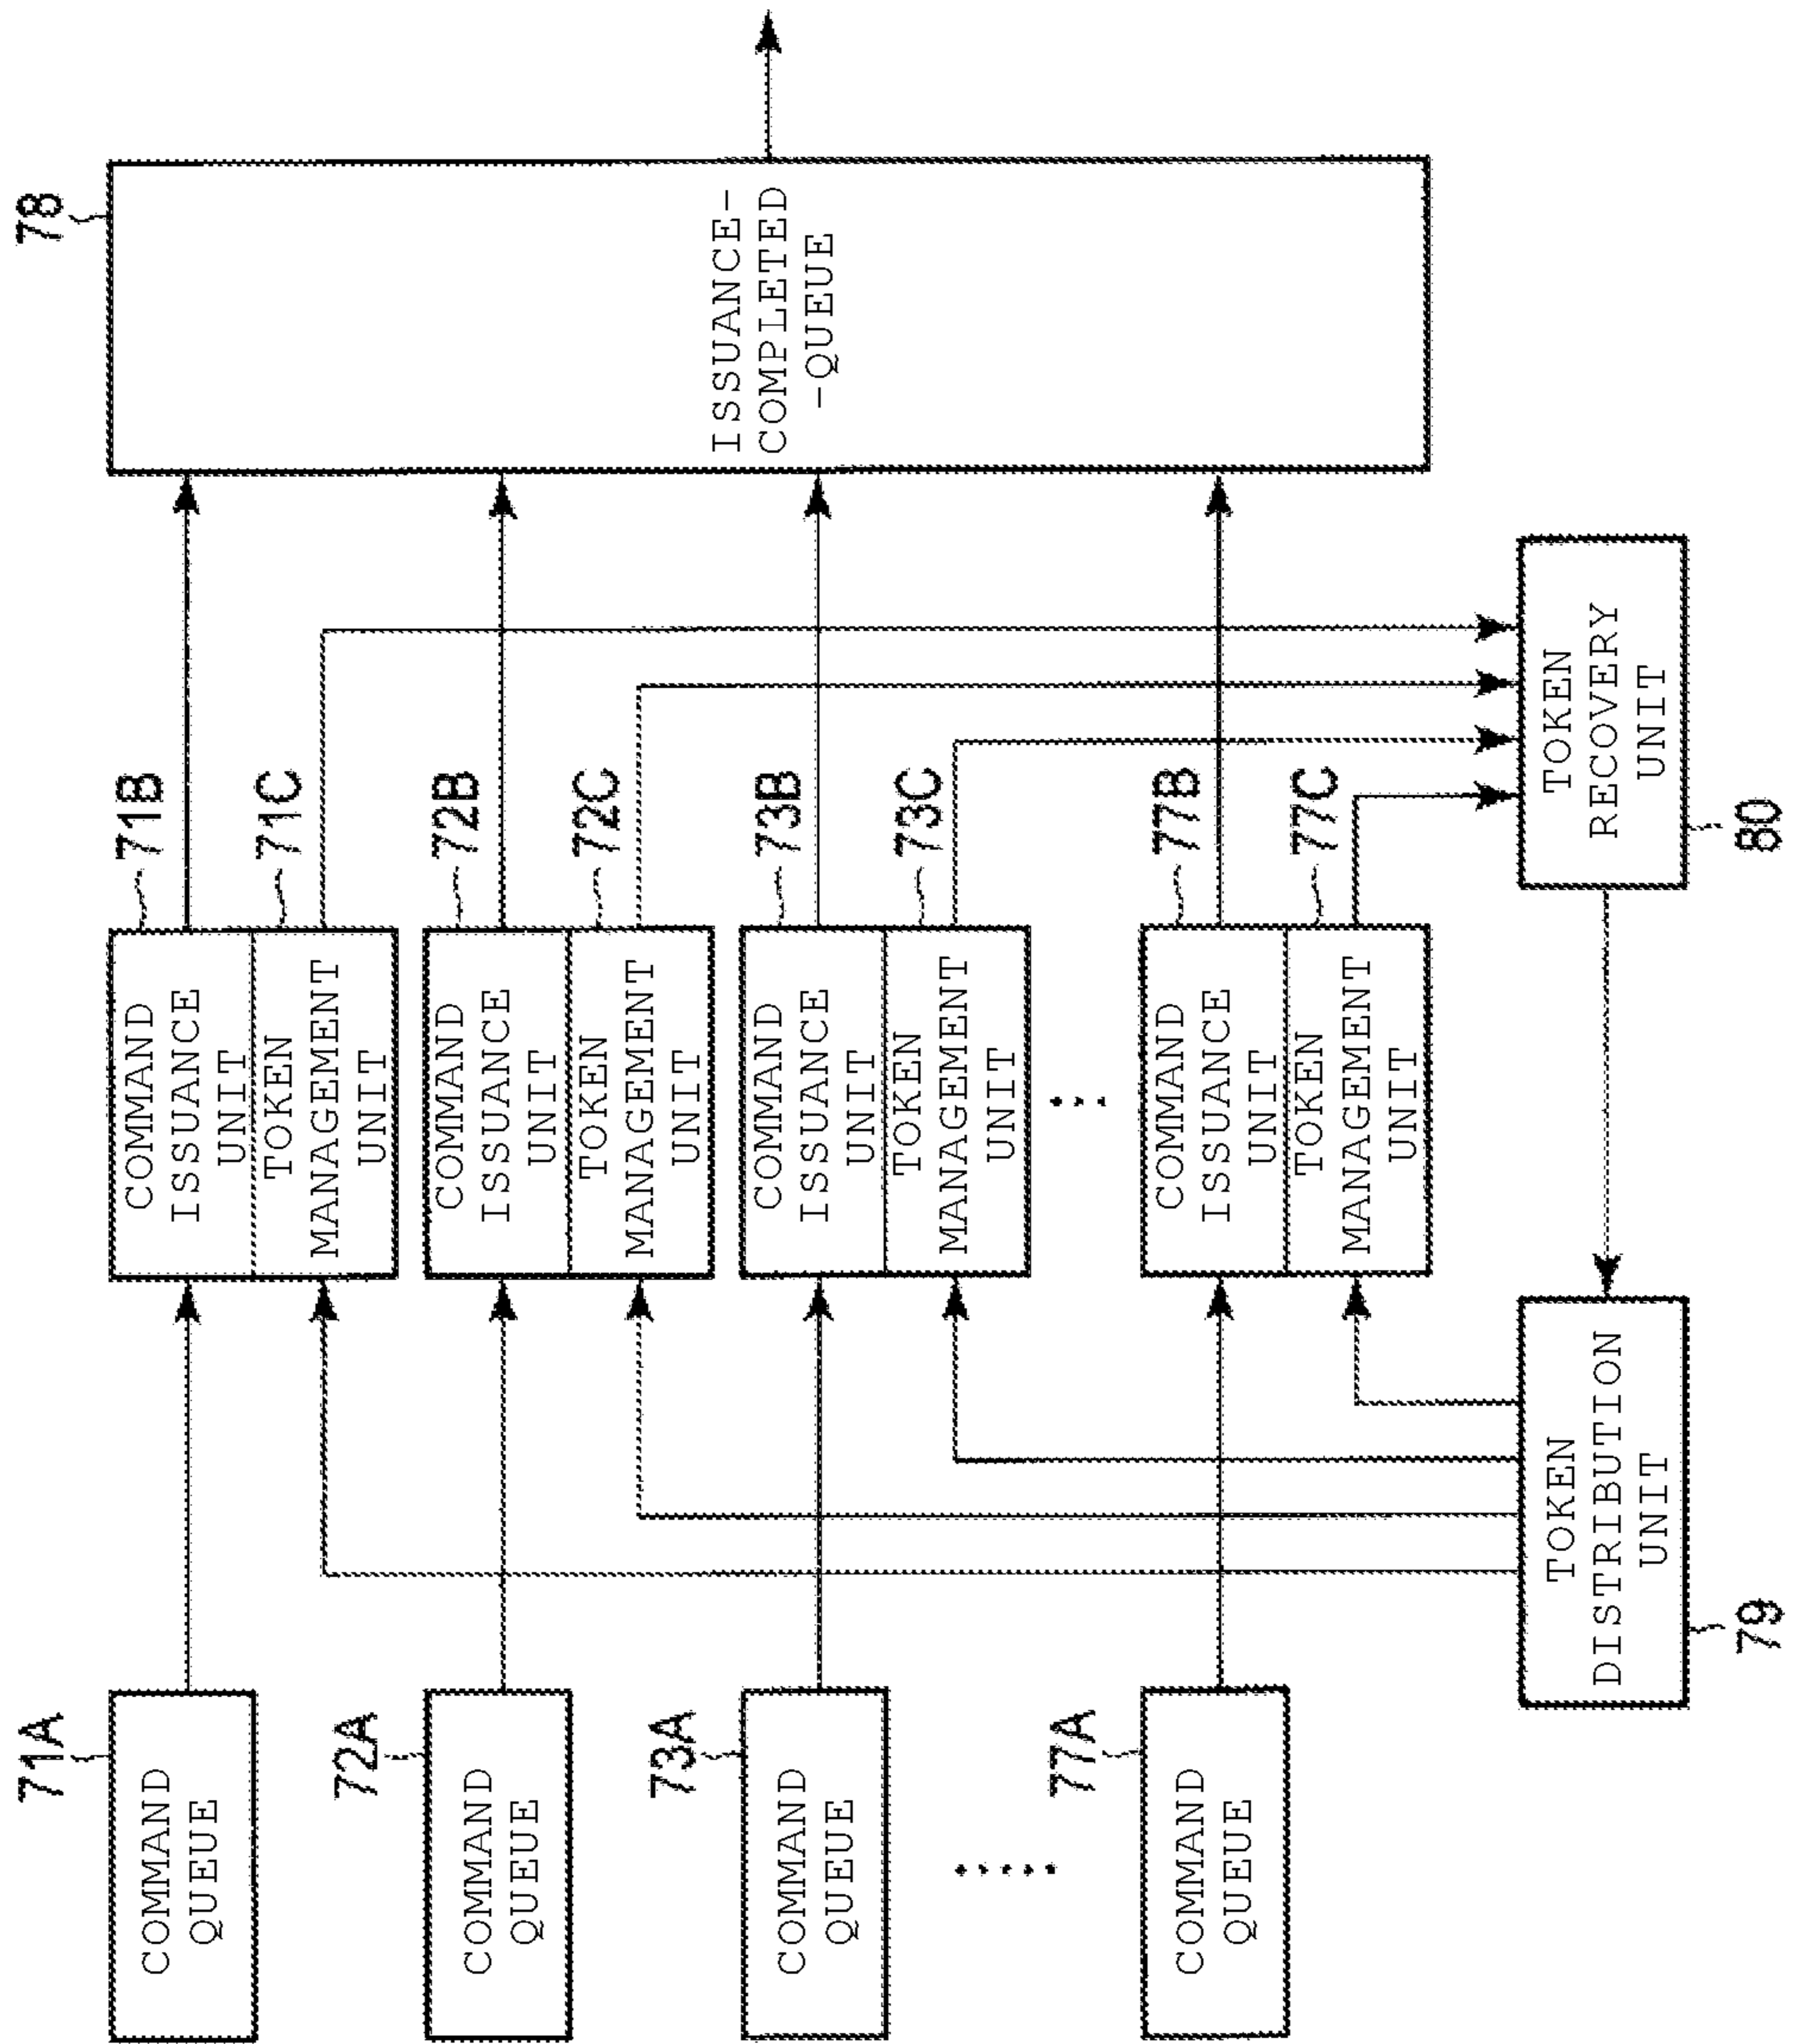 71A
COMMAND
QUEUE
72A
COMMAND
QUEUE
73A
COMMAND
QUEUE
77A
COMMAND
QUEUE
71B
COMMAND
ISSUANCE
UNIT
71C
TOKEN
MANAGEMENT
UNIT
72B
COMMAND
ISSUANCE
UNIT
72C
TOKEN
MANAGEMENT
UNIT
73B
COMMAND
ISSUANCE
UNIT
73C
TOKEN
MANAGEMENT
UNIT
77B
COMMAND
ISSUANCE
UNIT
77C
TOKEN
MANAGEMENT
UNIT
78
ISSUANCE-
COMPLETED
-QUEUE
TOKEN
DISTRIBUTION
UNIT
79
TOKEN
RECOVERY
UNIT
80